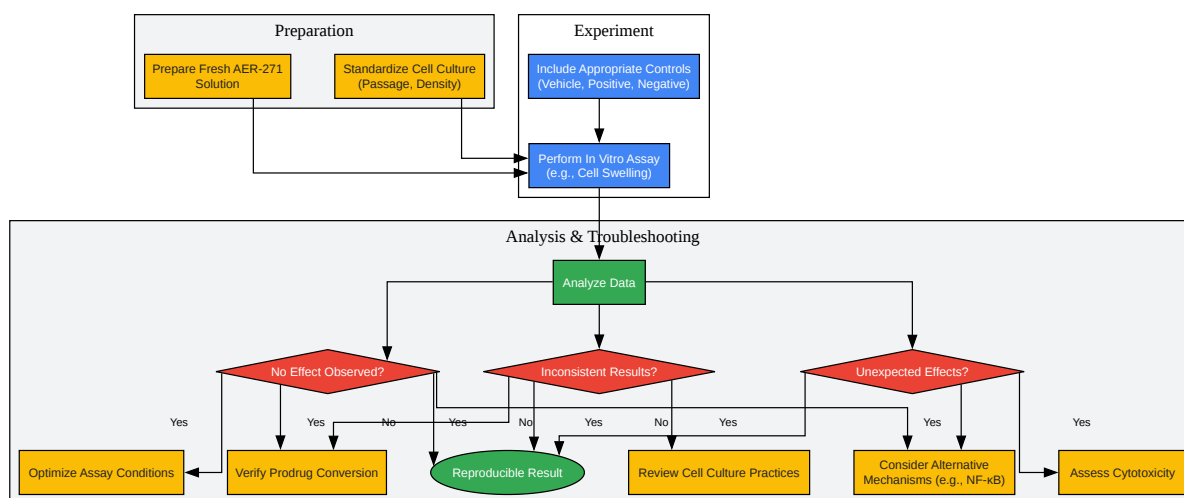 Preparation
Experiment
Prepare Fresh AER-271
Solution
Standardize Cell Culture
(Passage, Density)
Include Appropriate Controls
(Vehicle, Positive, Negative)
Perform In Vitro Assay
(e.g., Cell Swelling)
Analysis & Troubleshooting
Analyze Data
No Effect Observed?
Inconsistent Results?
Unexpected Effects?
Yes
Yes
No
Yes
No
Yes
No
Yes
Yes
Yes
Optimize Assay Conditions
Verify Prodrug Conversion
Reproducible Result
Review Cell Culture Practices
Consider Alternative
Mechanisms (e.g., NF-κB)
Assess Cytotoxicity